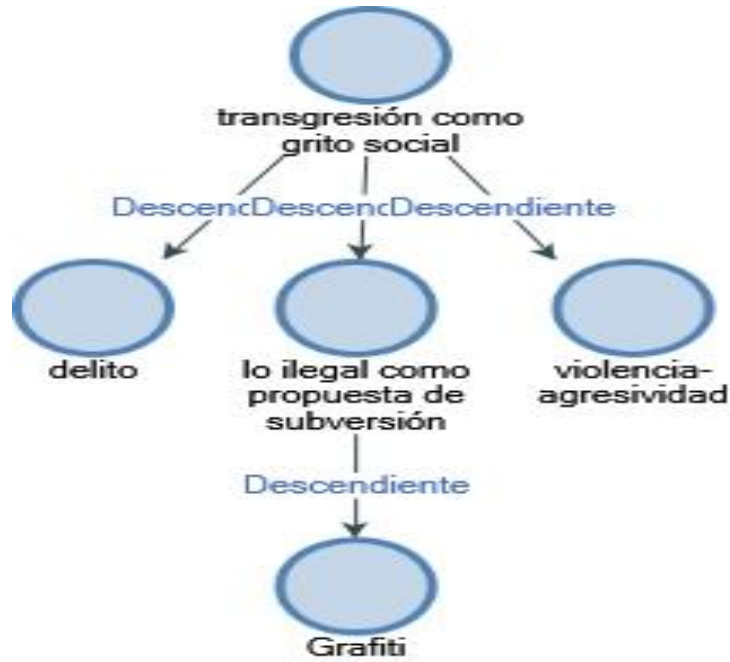 transgresión como
grito social
DescencDescencDescendiente
delito
lo ilegal como
propuesta de
subversión
violencia-
agresividad
Descendiente
Grafiti